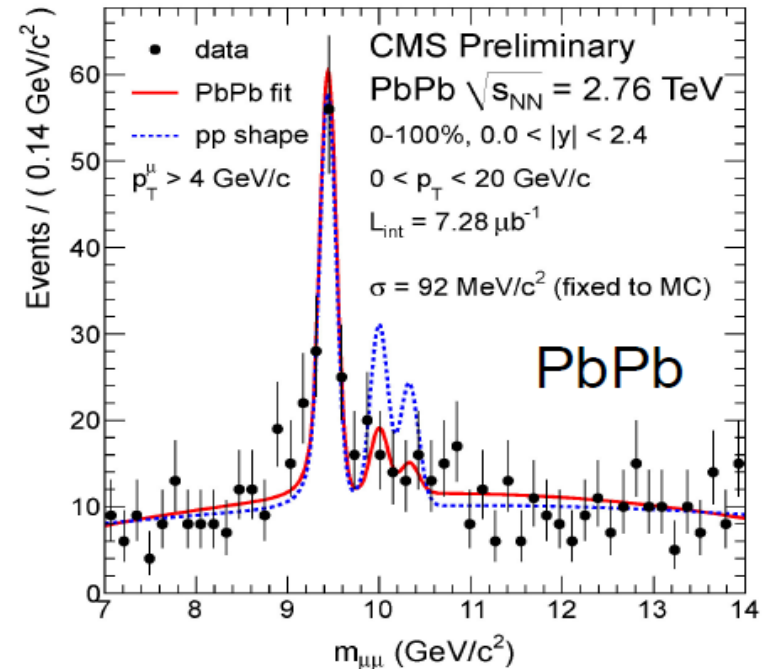 Events / ( 0.14 GeV/c² )
60
50
40
30
20
10
0
data
PbPb fit
pp shape
p_T^μ > 4 GeV/c
CMS Preliminary
PbPb √s_NN = 2.76 TeV
0-100%, 0.0 < |y| < 2.4
0 < p_T < 20 GeV/c
L_int = 7.28 μb⁻¹
σ = 92 MeV/c² (fixed to MC)
PbPb
7 8 9 10 11 12 13 14
m_μμ (GeV/c²)